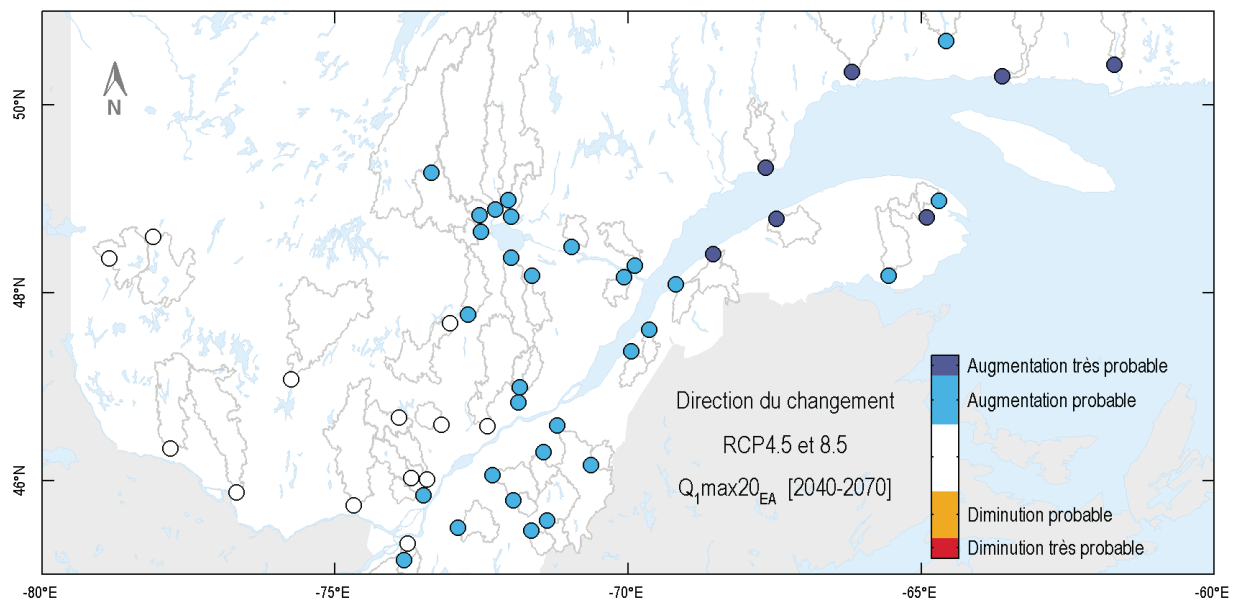 N
50°N
48°N
46°N
-80°E
-75°E
-70°E
-65°E
-60°E
Direction du changement
RCP4.5 et 8.5
Q1max20EA [2040-2070]
Augmentation très probable
Augmentation probable
Diminution probable
Diminution très probable